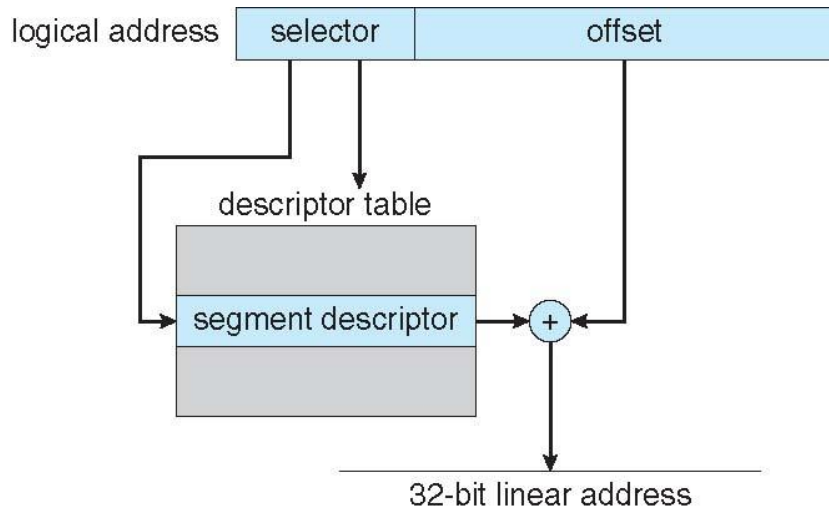 logical address selector offset
descriptor table
segment descriptor +
32-bit linear address